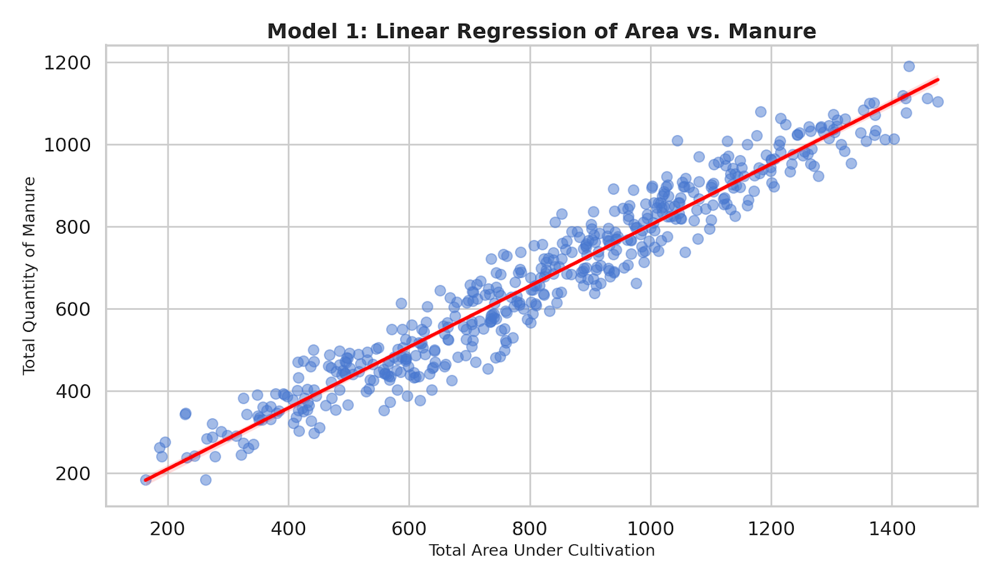 Model 1: Linear Regression of Area vs. Manure
1200
1000
800
600
400
200
Total Quantity of Manure
200 400 600 800 1000 1200 1400
Total Area Under Cultivation